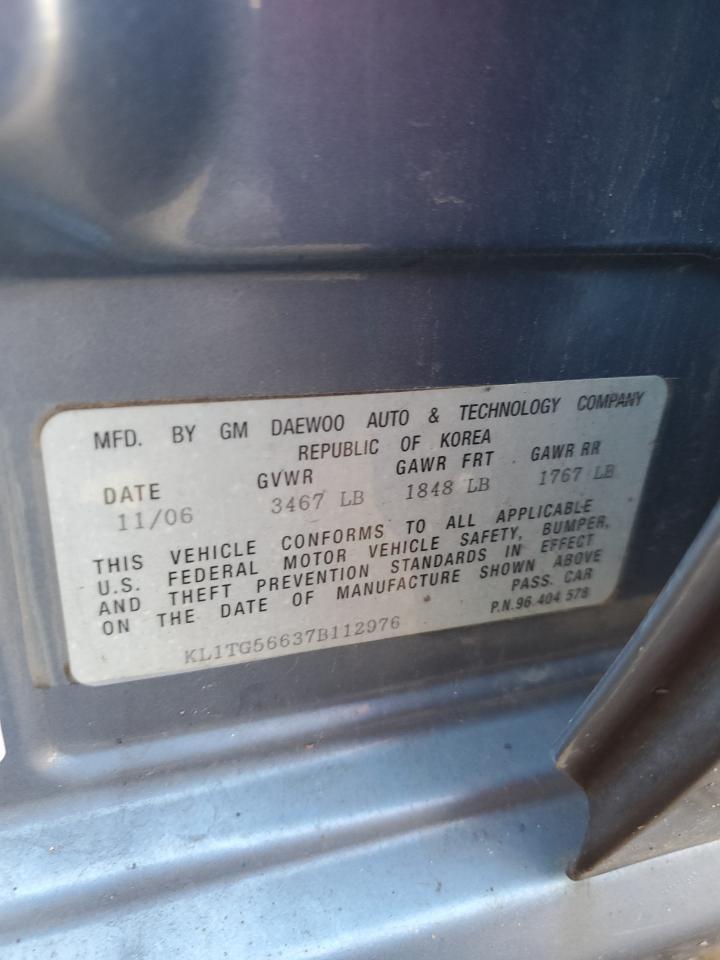 MFD. BY GM DAEWOO AUTO & TECHNOLOGY COMPANY
REPUBLIC OF KOREA
DATE GVWR GAWR FRT GAWR RR
11/06 3467 LB 1848 LB 1767 LB
THIS VEHICLE CONFORMS TO ALL APPLICABLE
U.S. FEDERAL MOTOR VEHICLE SAFETY, BUMPER,
AND THEFT PREVENTION STANDARDS IN EFFECT
ON THE DATE OF MANUFACTURE SHOWN ABOVE
PASS. CAR
KL1TG56637B112976 P.N.96 404 578